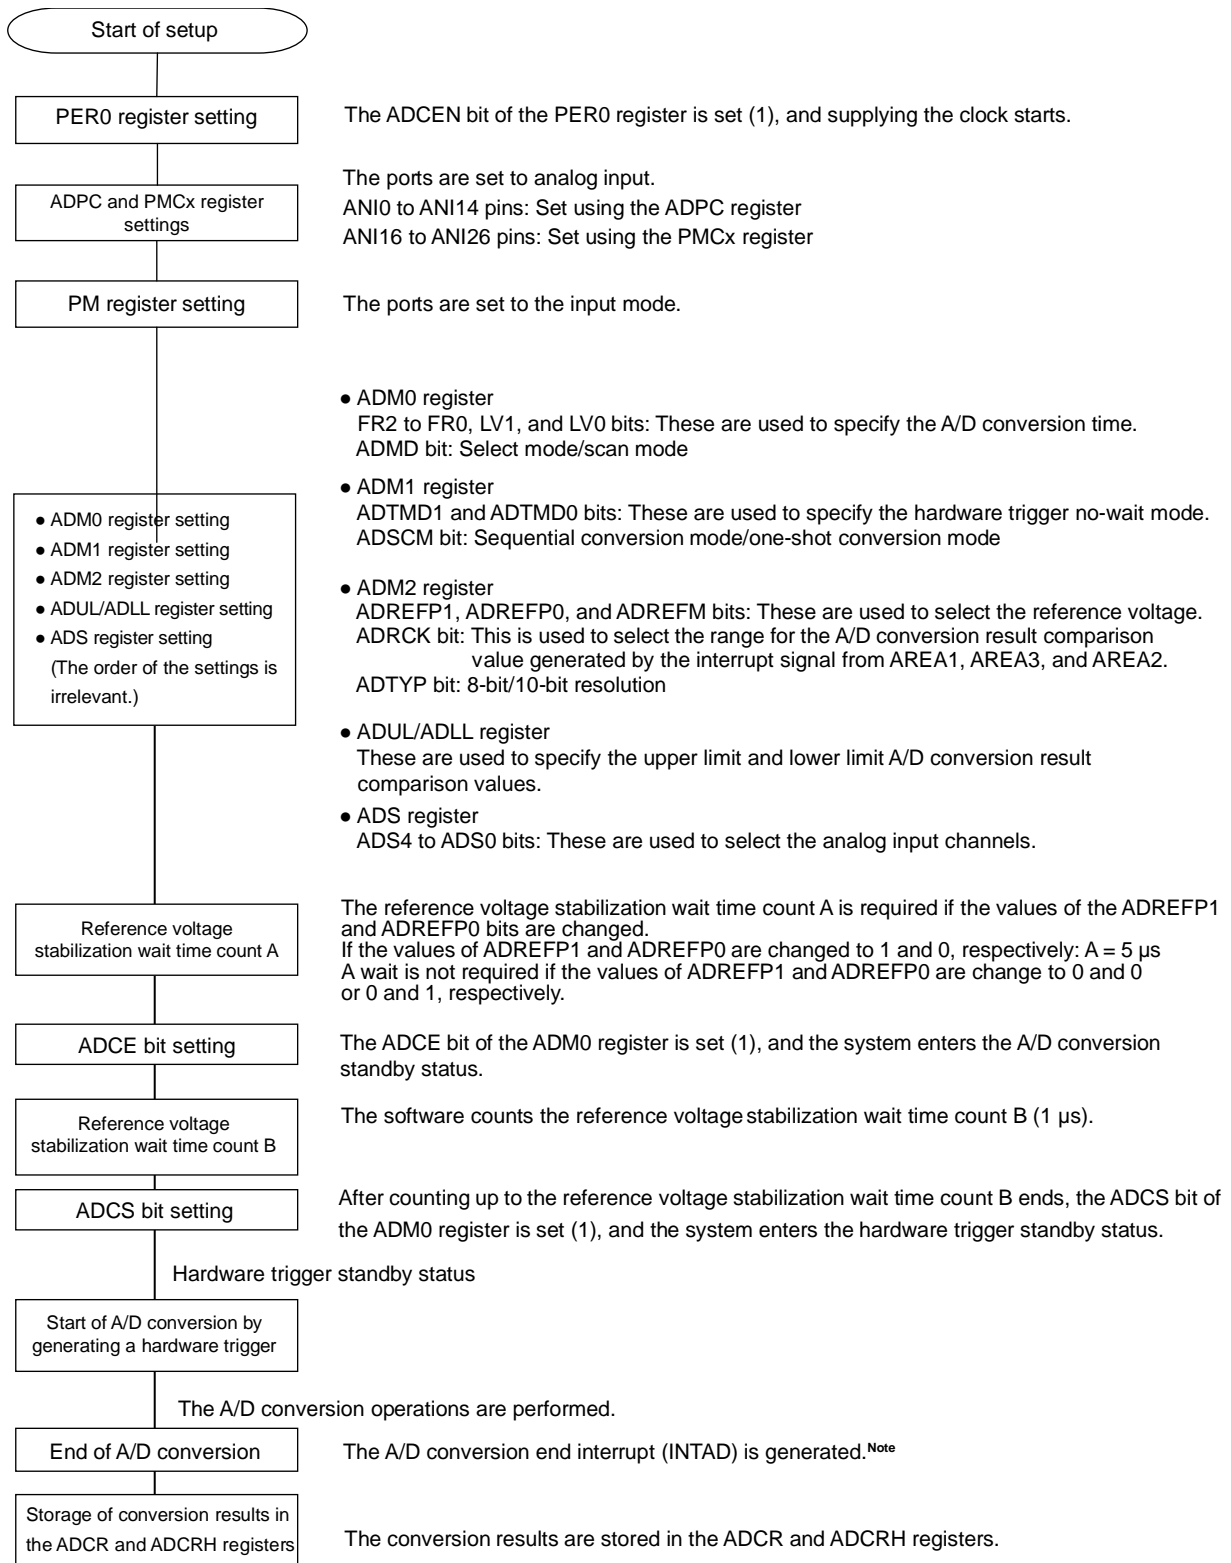 Start of setup
PER0 register setting
The ADCEN bit of the PER0 register is set (1), and supplying the clock starts.
ADPC and PMCx register
settings
The ports are set to analog input.
ANI0 to ANI14 pins: Set using the ADPC register
ANI16 to ANI26 pins: Set using the PMCx register
PM register setting
The ports are set to the input mode.
● ADM0 register setting
● ADM1 register setting
● ADM2 register setting
● ADUL/ADLL register setting
● ADS register setting
(The order of the settings is
irrelevant.)
● ADM0 register
FR2 to FR0, LV1, and LV0 bits: These are used to specify the A/D conversion time.
ADMD bit: Select mode/scan mode
● ADM1 register
ADTMD1 and ADTMD0 bits: These are used to specify the hardware trigger no-wait mode.
ADSCM bit: Sequential conversion mode/one-shot conversion mode
● ADM2 register
ADREFP1, ADREFP0, and ADREFM bits: These are used to select the reference voltage.
ADRCK bit: This is used to select the range for the A/D conversion result comparison
value generated by the interrupt signal from AREA1, AREA3, and AREA2.
ADTYP bit: 8-bit/10-bit resolution
● ADUL/ADLL register
These are used to specify the upper limit and lower limit A/D conversion result
comparison values.
● ADS register
ADS4 to ADS0 bits: These are used to select the analog input channels.
Reference voltage
stabilization wait time count A
The reference voltage stabilization wait time count A is required if the values of the ADREFP1
and ADREFP0 bits are changed.
If the values of ADREFP1 and ADREFP0 are changed to 1 and 0, respectively: A = 5 µs
A wait is not required if the values of ADREFP1 and ADREFP0 are change to 0 and 0
or 0 and 1, respectively.
ADCE bit setting
The ADCE bit of the ADM0 register is set (1), and the system enters the A/D conversion
standby status.
Reference voltage
stabilization wait time count B
The software counts the reference voltage stabilization wait time count B (1 µs).
ADCS bit setting
After counting up to the reference voltage stabilization wait time count B ends, the ADCS bit of
the ADM0 register is set (1), and the system enters the hardware trigger standby status.
Hardware trigger standby status
Start of A/D conversion by
generating a hardware trigger
The A/D conversion operations are performed.
End of A/D conversion
The A/D conversion end interrupt (INTAD) is generated.Note
Storage of conversion results in
the ADCR and ADCRH registers
The conversion results are stored in the ADCR and ADCRH registers.